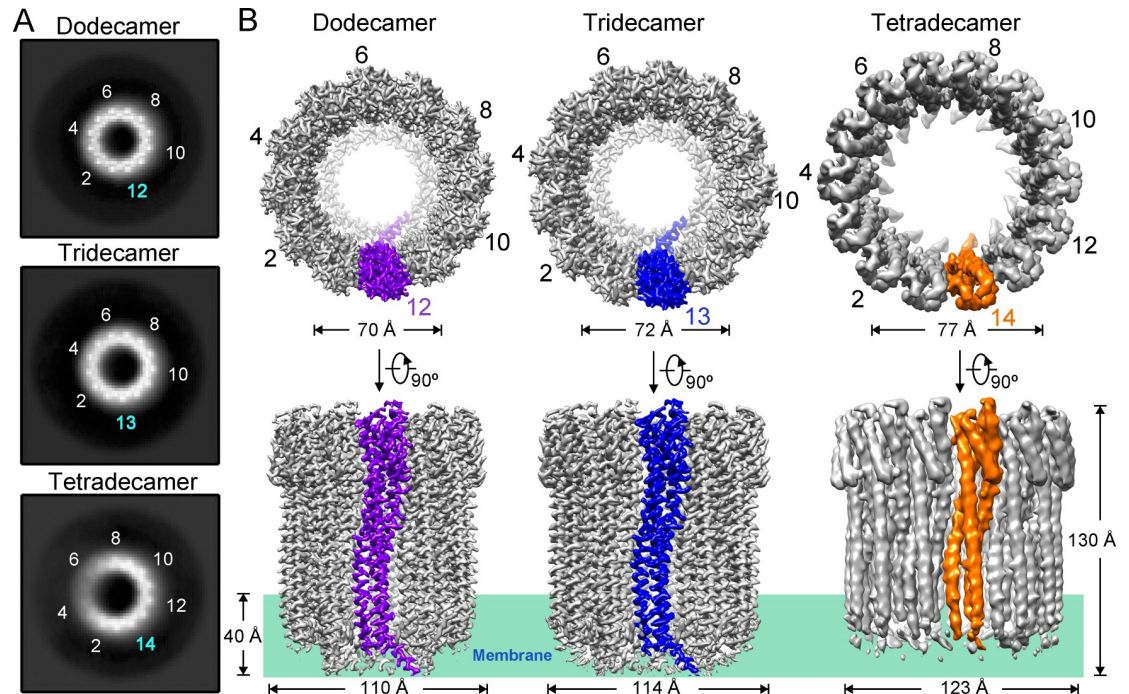 A
Dodecamer
6
8
4
10
2
12
Tridecamer
6
8
4
10
2
13
Tetradecamer
8
6
10
4
12
2
14
B
Dodecamer
6
8
4
10
2
12
70 Å
90º
Tridecamer
6
8
4
10
2
13
72 Å
90º
Tetradecamer
8
6
10
4
12
2
14
77 Å
90º
130 Å
40 Å
Membrane
110 Å
114 Å
123 Å